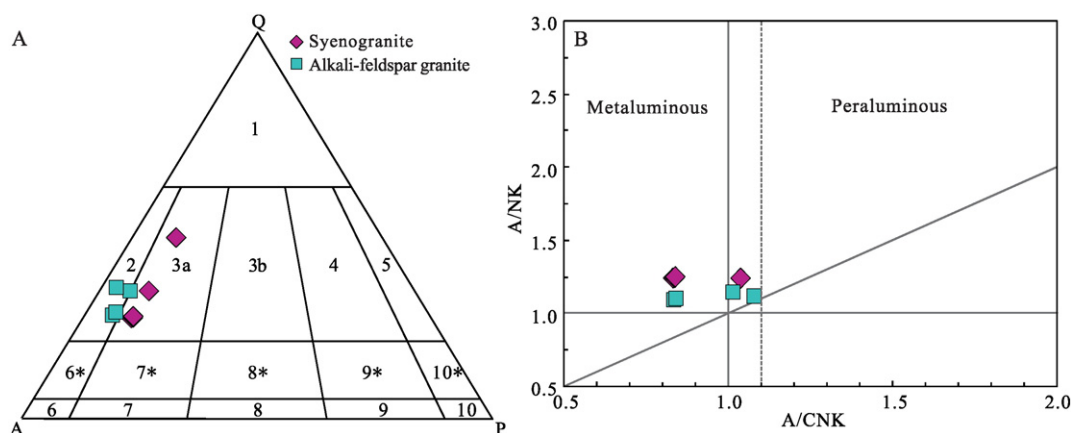 A
Q
Syenogranite
Alkali-feldspar granite
1
2
3a
3b
4
5
6*
7*
8*
9*
10*
6
7
8
9
10
A
P
B
3.0
2.5
2.0
1.5
1.0
0.5
A/NK
Metaluminous
Peraluminous
0.5
1.0
1.5
2.0
A/CNK